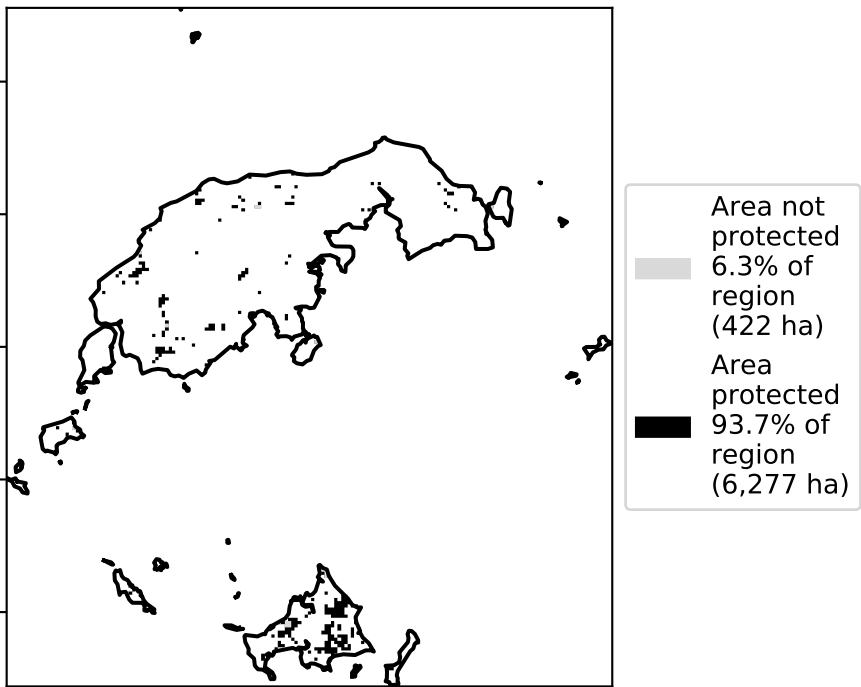 Area not
protected
6.3% of
region
(422 ha)
Area
protected
93.7% of
region
(6,277 ha)